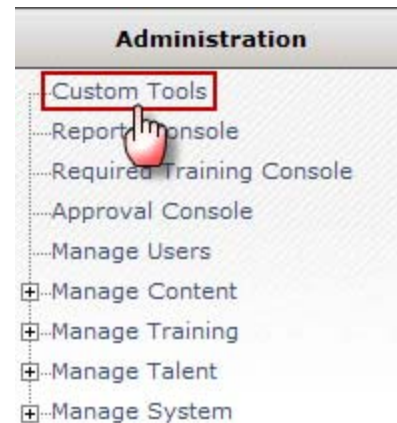 Administration
Custom Tools
Report Console
Required Training Console
Approval Console
Manage Users
Manage Content
Manage Training
Manage Talent
Manage System